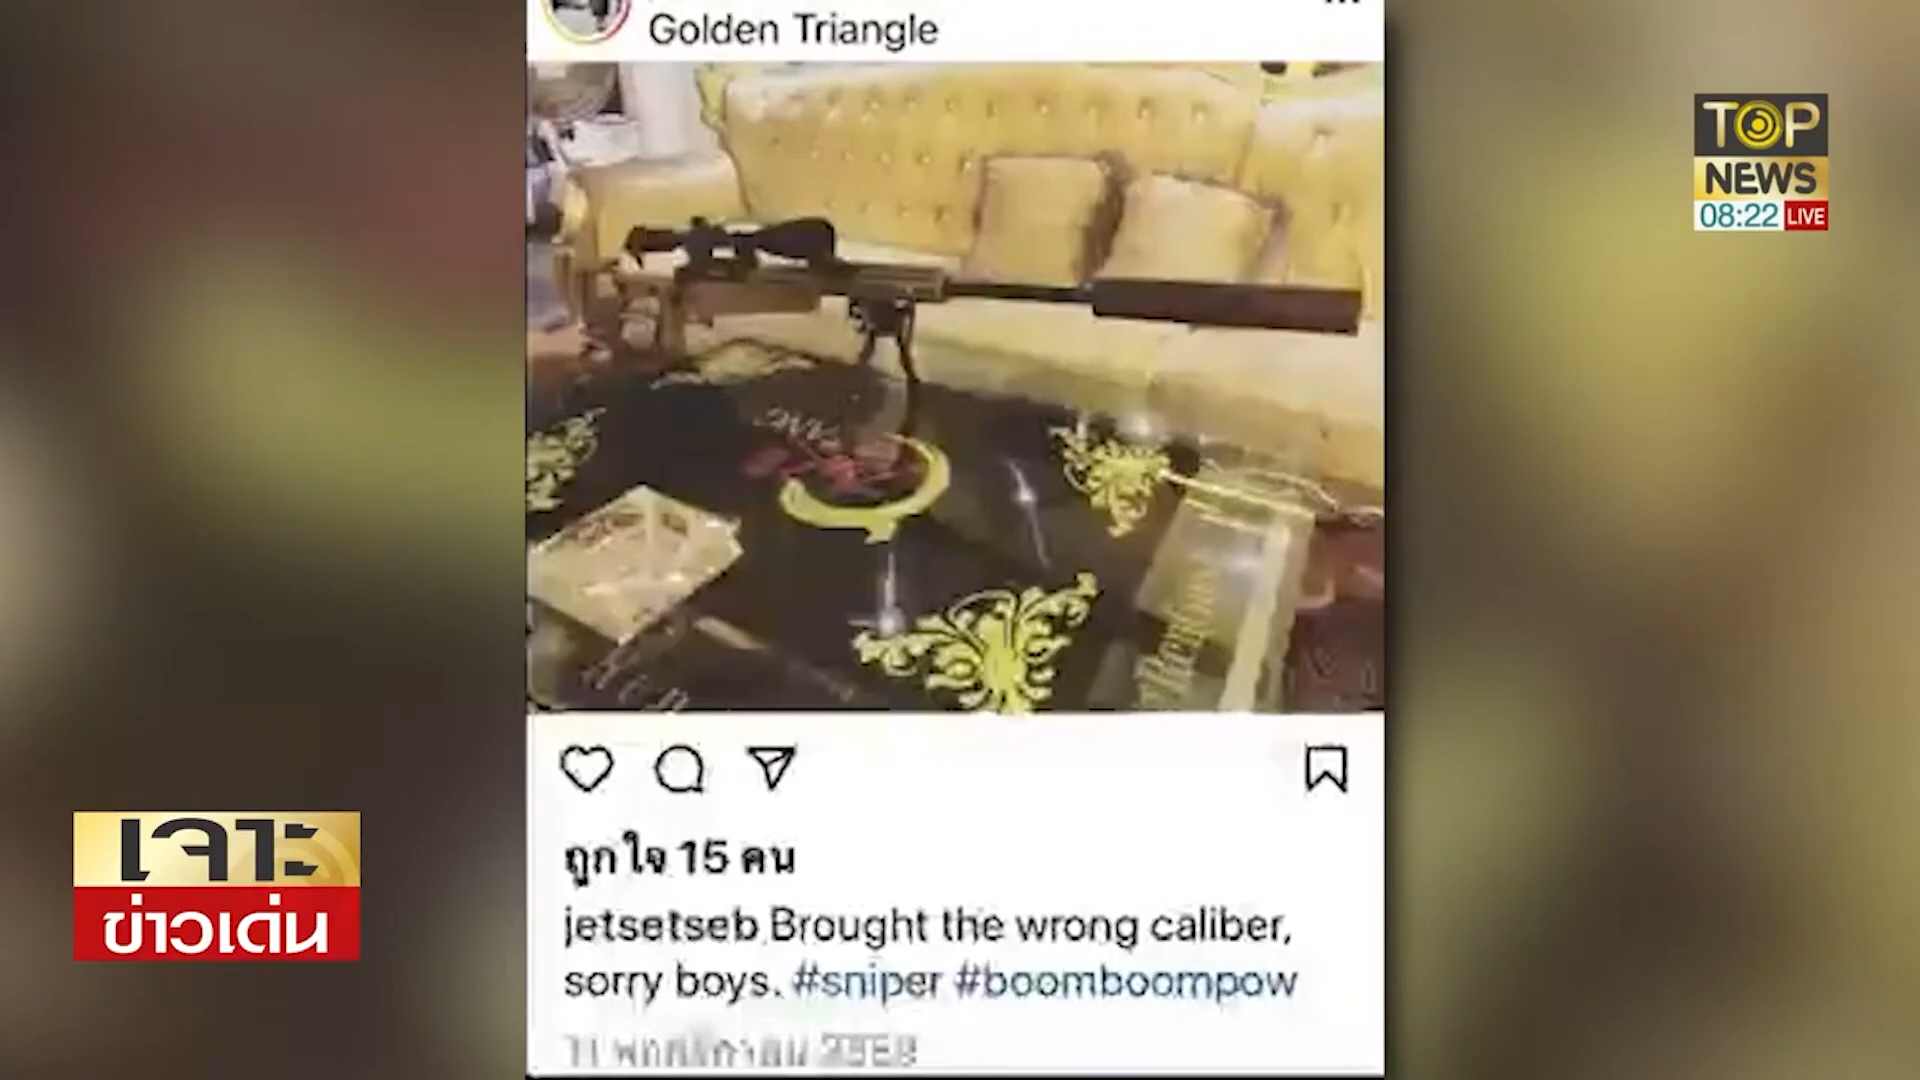 Golden Triangle
TOP
NEWS
08:22 LIVE
ถูกใจ 15 คน
jetsetseb Brought the wrong caliber,
sorry boys. #sniper #boomboompow
เจาะ
ข่าวเด่น